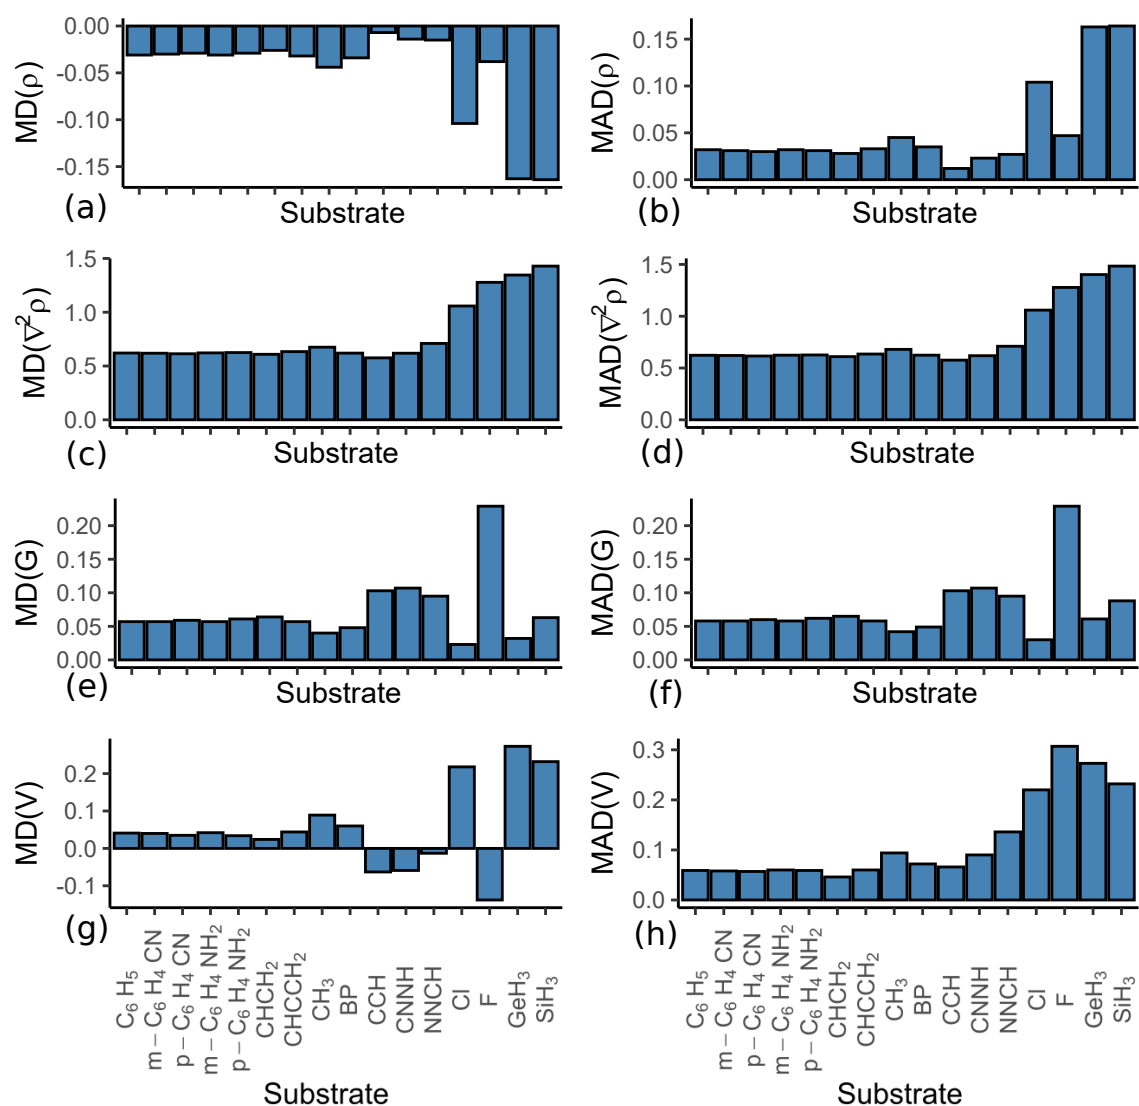 0.00
-0.05
-0.10
-0.15
MD(ρ)
(a)
Substrate
0.15
0.10
0.05
0.00
MAD(ρ)
(b)
Substrate
1.5
1.0
0.5
0.0
MD(∇²ρ)
(c)
Substrate
1.5
1.0
0.5
0.0
MAD(∇²ρ)
(d)
Substrate
0.20
0.15
0.10
0.05
0.00
MD(G)
(e)
Substrate
0.20
0.15
0.10
0.05
0.00
MAD(G)
(f)
Substrate
0.2
0.1
0.0
-0.1
MD(V)
(g)
C₆ H₅
m − C₆ H₄ CN
p − C₆ H₄ CN
m − C₆ H₄ NH₂
p − C₆ H₄ NH₂
CHCH₂
CHCCH₂
CH₃
BP
CCH
CNNH
NNCH
Cl
F
GeH₃
SiH₃
Substrate
0.3
0.2
0.1
0.0
MAD(V)
(h)
C₆ H₅
m − C₆ H₄ CN
p − C₆ H₄ CN
m − C₆ H₄ NH₂
p − C₆ H₄ NH₂
CHCH₂
CHCCH₂
CH₃
BP
CCH
CNNH
NNCH
Cl
F
GeH₃
SiH₃
Substrate